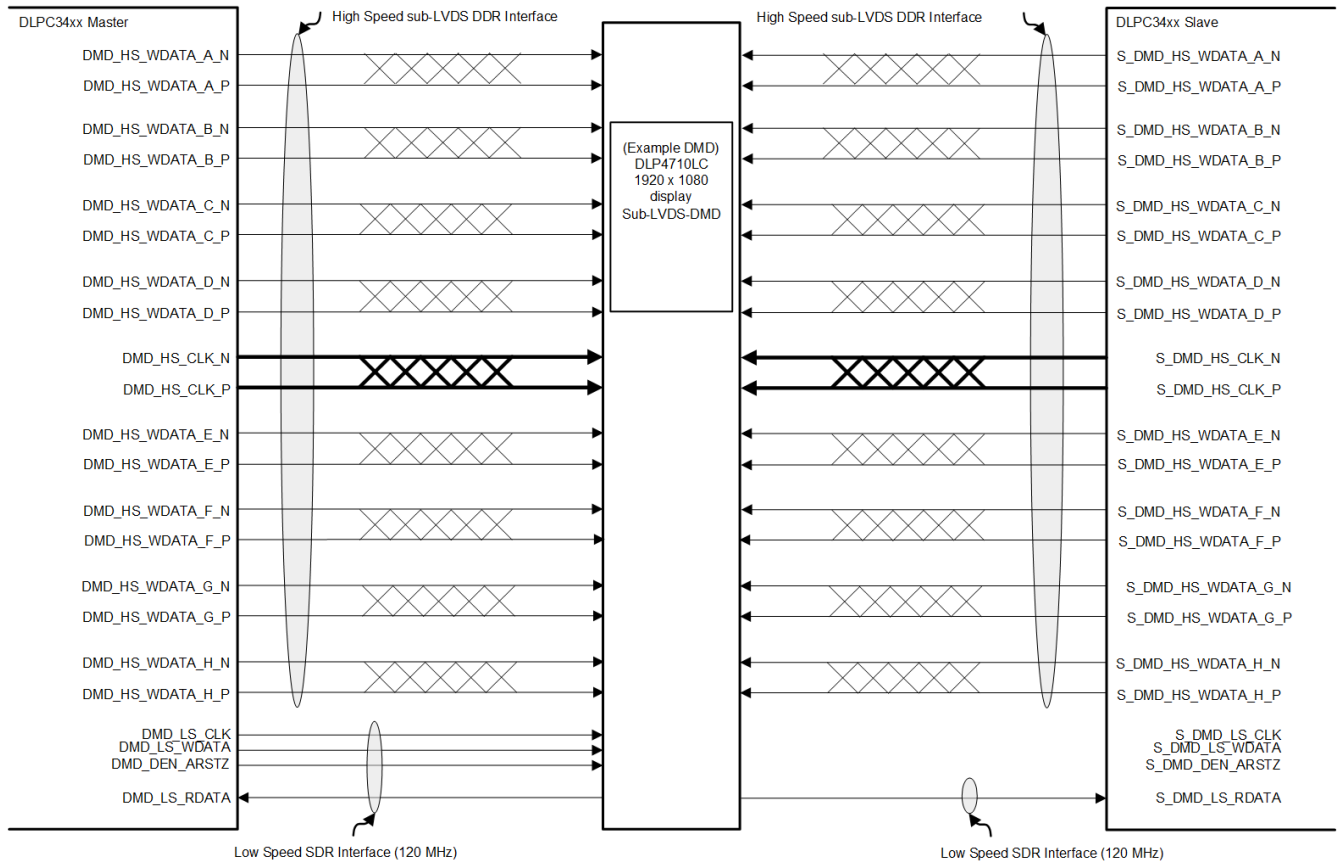 High Speed sub-LVDS DDR Interface
High Speed sub-LVDS DDR Interface
DLPC34xx Master
DMD_HS_WDATA_A_N
DMD_HS_WDATA_A_P
DMD_HS_WDATA_B_N
DMD_HS_WDATA_B_P
DMD_HS_WDATA_C_N
DMD_HS_WDATA_C_P
DMD_HS_WDATA_D_N
DMD_HS_WDATA_D_P
DMD_HS_CLK_N
DMD_HS_CLK_P
DMD_HS_WDATA_E_N
DMD_HS_WDATA_E_P
DMD_HS_WDATA_F_N
DMD_HS_WDATA_F_P
DMD_HS_WDATA_G_N
DMD_HS_WDATA_G_P
DMD_HS_WDATA_H_N
DMD_HS_WDATA_H_P
DMD_LS_CLK
DMD_LS_WDATA
DMD_DEN_ARSTZ
DMD_LS_RDATA
(Example DMD)
DLP4710LC
1920 x 1080
display
Sub-LVDS-DMD
DLPC34xx Slave
S_DMD_HS_WDATA_A_N
S_DMD_HS_WDATA_A_P
S_DMD_HS_WDATA_B_N
S_DMD_HS_WDATA_B_P
S_DMD_HS_WDATA_C_N
S_DMD_HS_WDATA_C_P
S_DMD_HS_WDATA_D_N
S_DMD_HS_WDATA_D_P
S_DMD_HS_CLK_N
S_DMD_HS_CLK_P
S_DMD_HS_WDATA_E_N
S_DMD_HS_WDATA_E_P
S_DMD_HS_WDATA_F_N
S_DMD_HS_WDATA_F_P
S_DMD_HS_WDATA_G_N
S_DMD_HS_WDATA_G_P
S_DMD_HS_WDATA_H_N
S_DMD_HS_WDATA_H_P
S_DMD_LS_CLK
S_DMD_LS_WDATA
S_DMD_DEN_ARSTZ
S_DMD_LS_RDATA
Low Speed SDR Interface (120 MHz)
Low Speed SDR Interface (120 MHz)